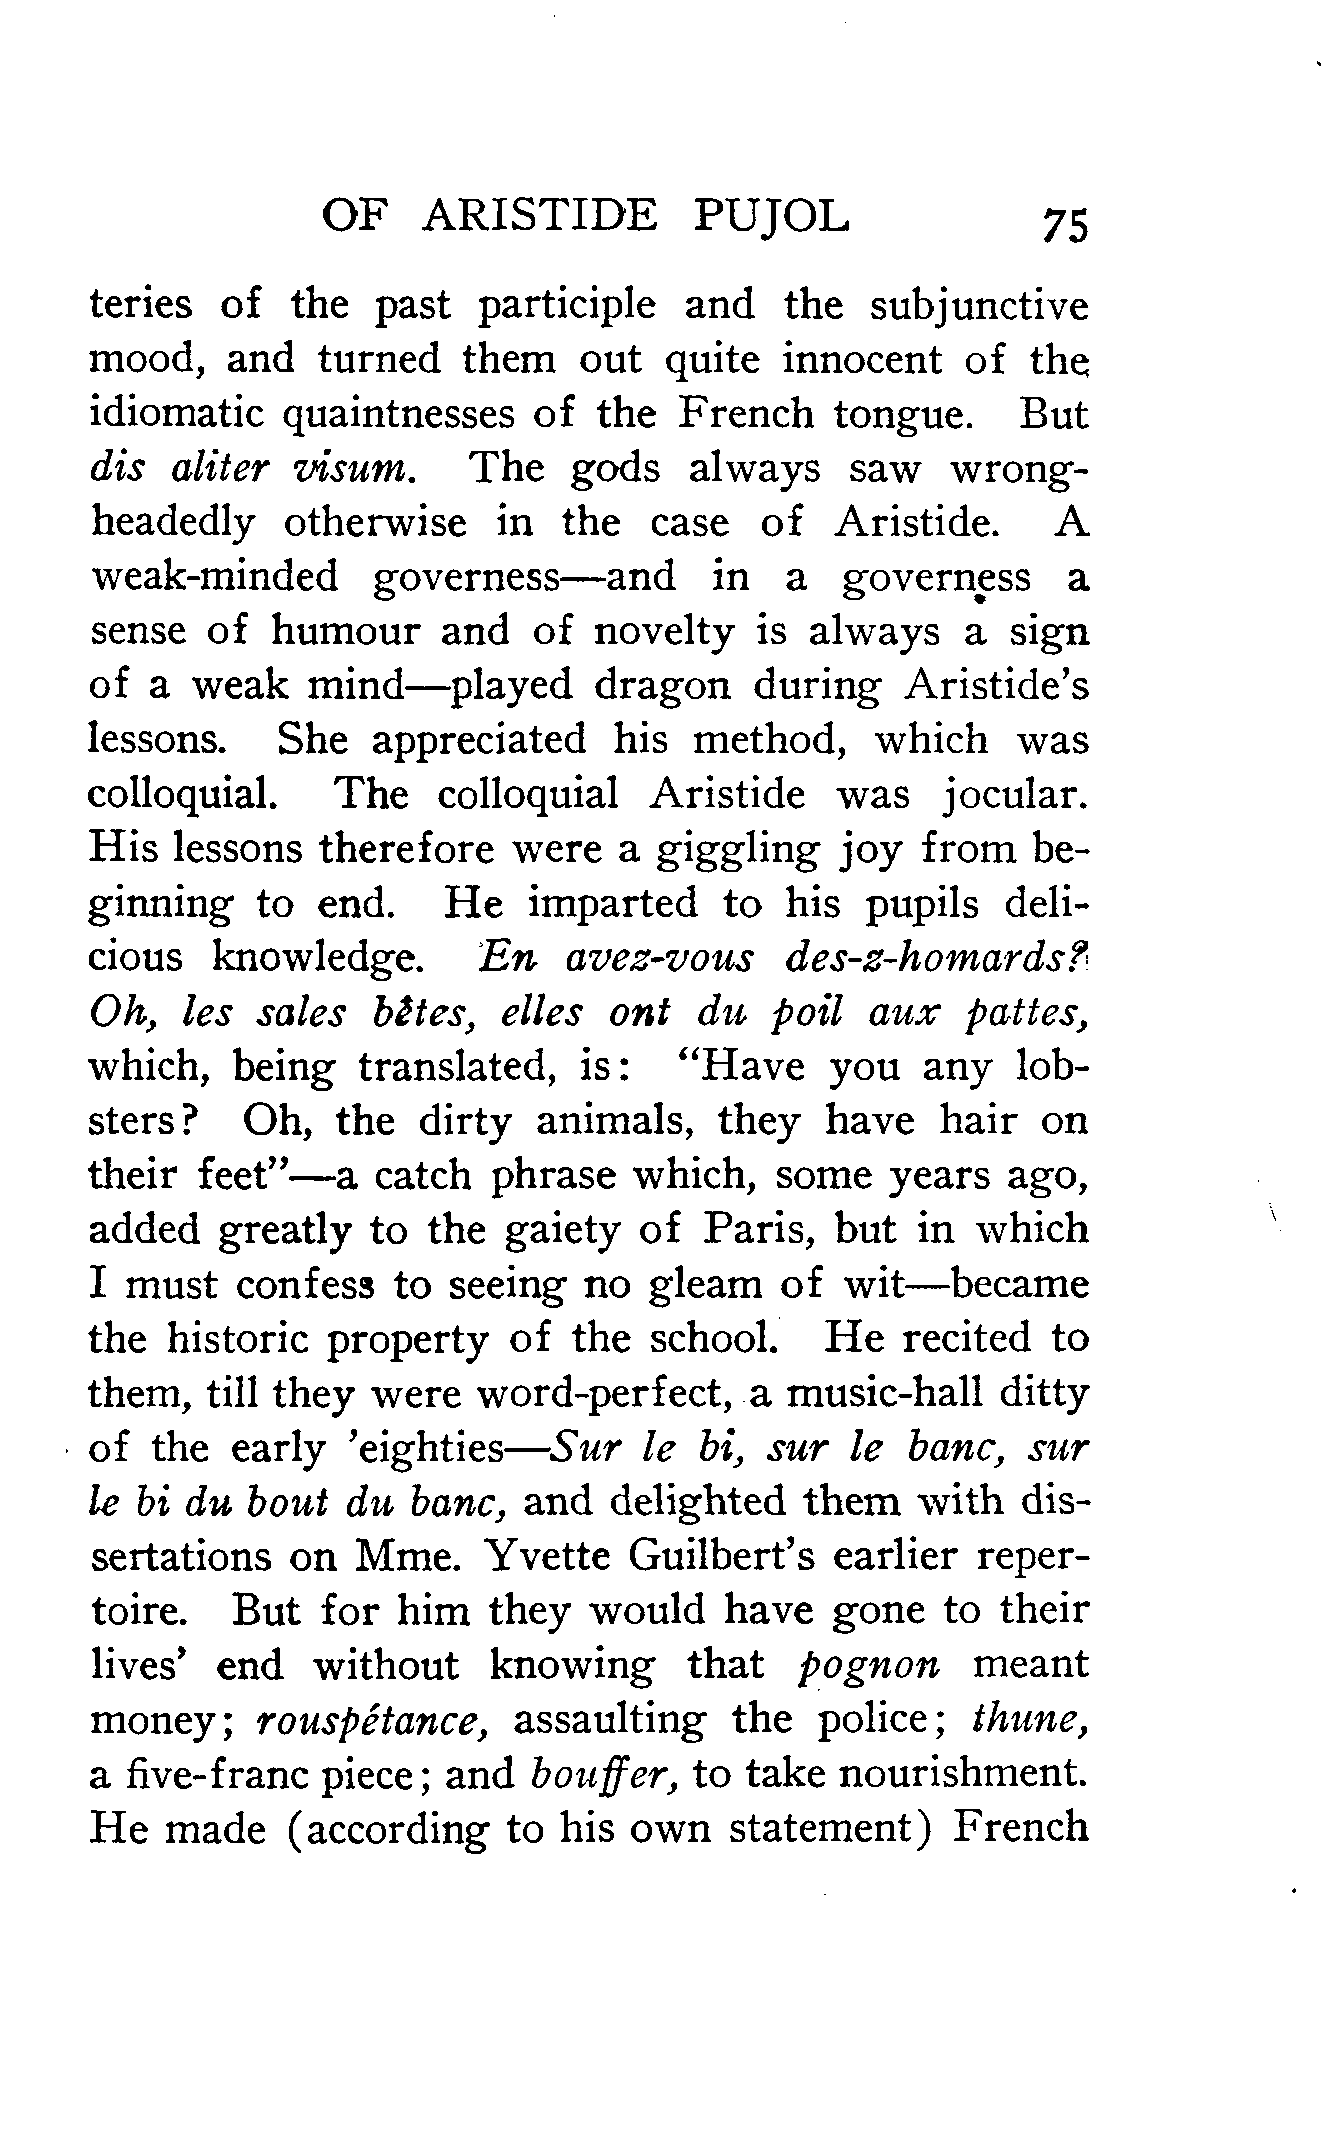 OF ARISTIDE PUJOL 75
teries of the past participle and the subjunctive
mood, and turned them out quite innocent of the
idiomatic quaintnesses of the French tongue. But
dis aliter visum. The gods always saw wrong-
headedly otherwise in the case of Aristide. A
weak-minded governess—and in a governess a
sense of humour and of novelty is always a sign
of a weak mind—played dragon during Aristide's
lessons. She appreciated his method, which was
colloquial. The colloquial Aristide was jocular.
His lessons therefore were a giggling joy from be-
ginning to end. He imparted to his pupils deli-
cious knowledge. En avez-vous des-z-homards?
Oh, les sales bêtes, elles ont du poil aux pattes,
which, being translated, is: “Have you any lob-
sters? Oh, the dirty animals, they have hair on
their feet”—a catch phrase which, some years ago,
added greatly to the gaiety of Paris, but in which
I must confess to seeing no gleam of wit—became
the historic property of the school. He recited to
them, till they were word-perfect, a music-hall ditty
of the early ’eighties—Sur le bi, sur le banc, sur
le bi du bout du banc, and delighted them with dis-
sertations on Mme. Yvette Guilbert's earlier reper-
toire. But for him they would have gone to their
lives' end without knowing that pognon meant
money; rouspétance, assaulting the police; thune,
a five-franc piece; and bouffer, to take nourishment.
He made (according to his own statement) French